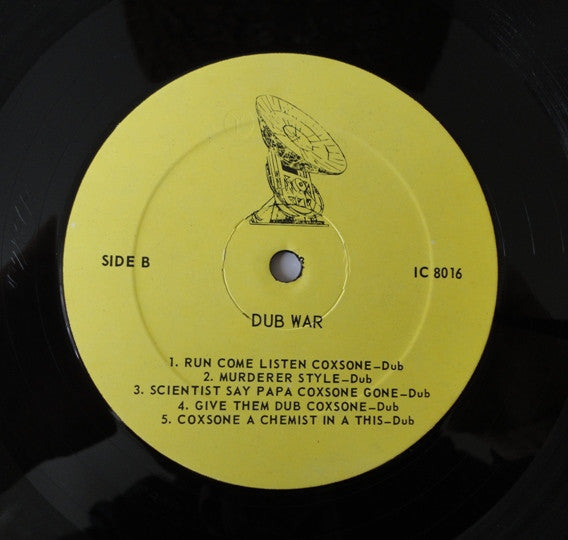 SIDE B
IC 8016
DUB WAR
1. RUN COME LISTEN COXSONE–Dub
2. MURDERER STYLE–Dub
3. SCIENTIST SAY PAPA COXSONE GONE–Dub
4. GIVE THEM DUB COXSONE–Dub
5. COXSONE A CHEMIST IN A THIS–Dub